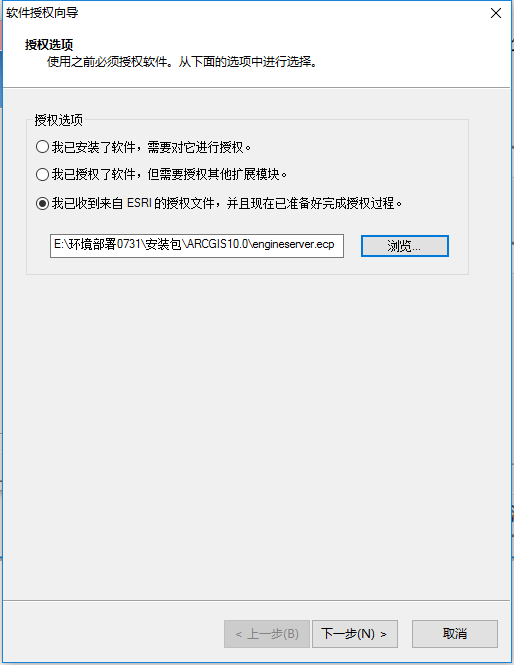 软件授权向导
授权选项
使用之前必须授权软件。从下面的选项中进行选择。
授权选项
我已安装了软件，需要对它进行授权。
我已授权了软件，但需要授权其他扩展模块。
我已收到来自 ESRI 的授权文件，并且现在已准备好完成授权过程。
E:\环境部署0731\安装包\ARCGIS10.0\engineserver.ecp
浏览...
< 上一步(B)
下一步(N) >
取消